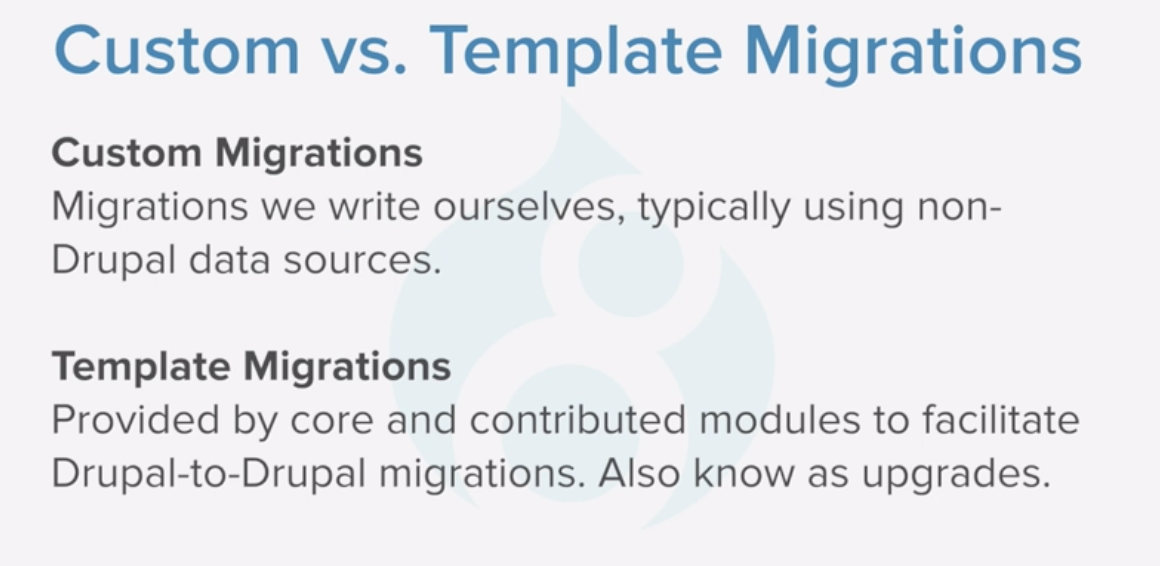 Custom vs. Template Migrations
Custom Migrations
Migrations we write ourselves, typically using non-
Drupal data sources.
Template Migrations
Provided by core and contributed modules to facilitate
Drupal-to-Drupal migrations. Also know as upgrades.